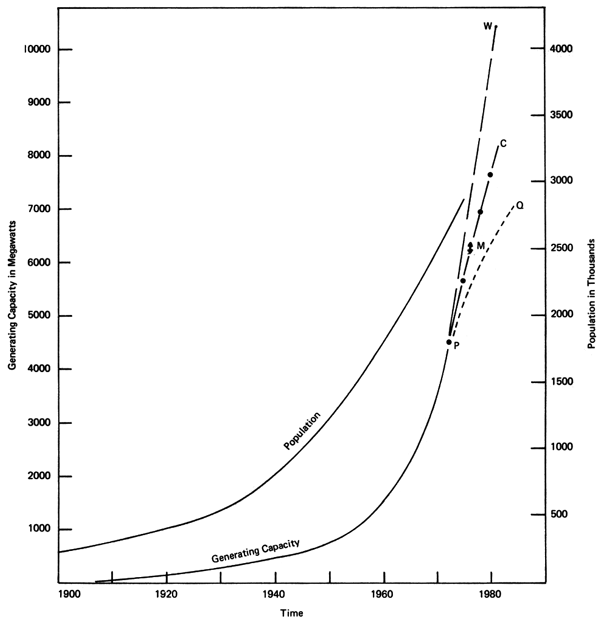 10000
9000
8000
7000
6000
5000
4000
3000
2000
1000
Generating Capacity in Megawatts
4000
3500
3000
2500
2000
1500
1000
500
Population in Thousands
W
C
Q
M
P
Population
Generating Capacity
1900
1920
1940
1960
1980
Time